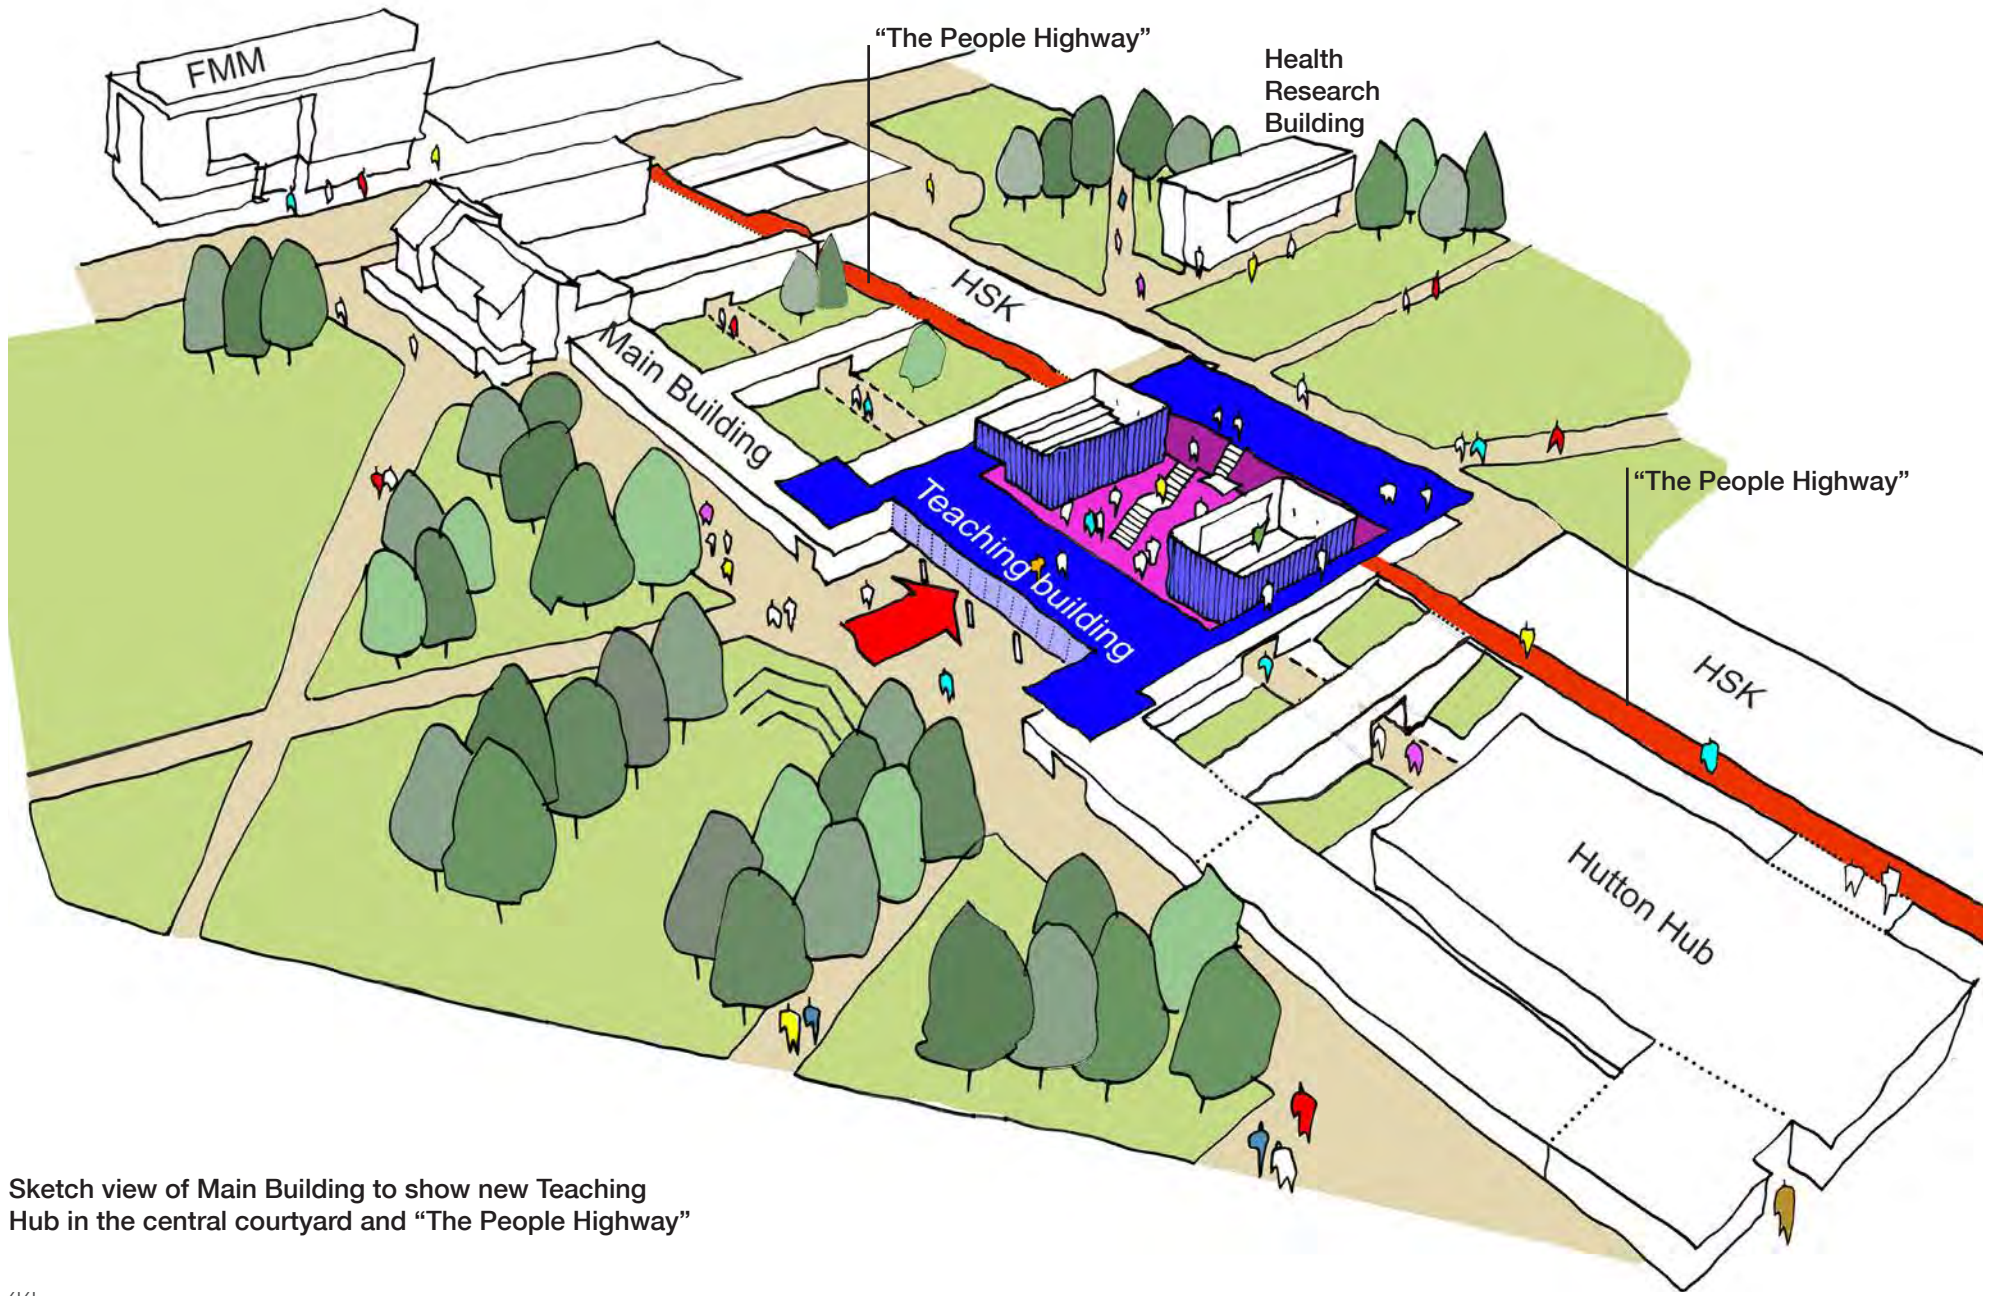 “The People Highway”
FMM
Health
Research
Building
HSK
Main Building
“The People Highway”
Teaching building
HSK
Hutton Hub
Sketch view of Main Building to show new Teaching
Hub in the central courtyard and “The People Highway”